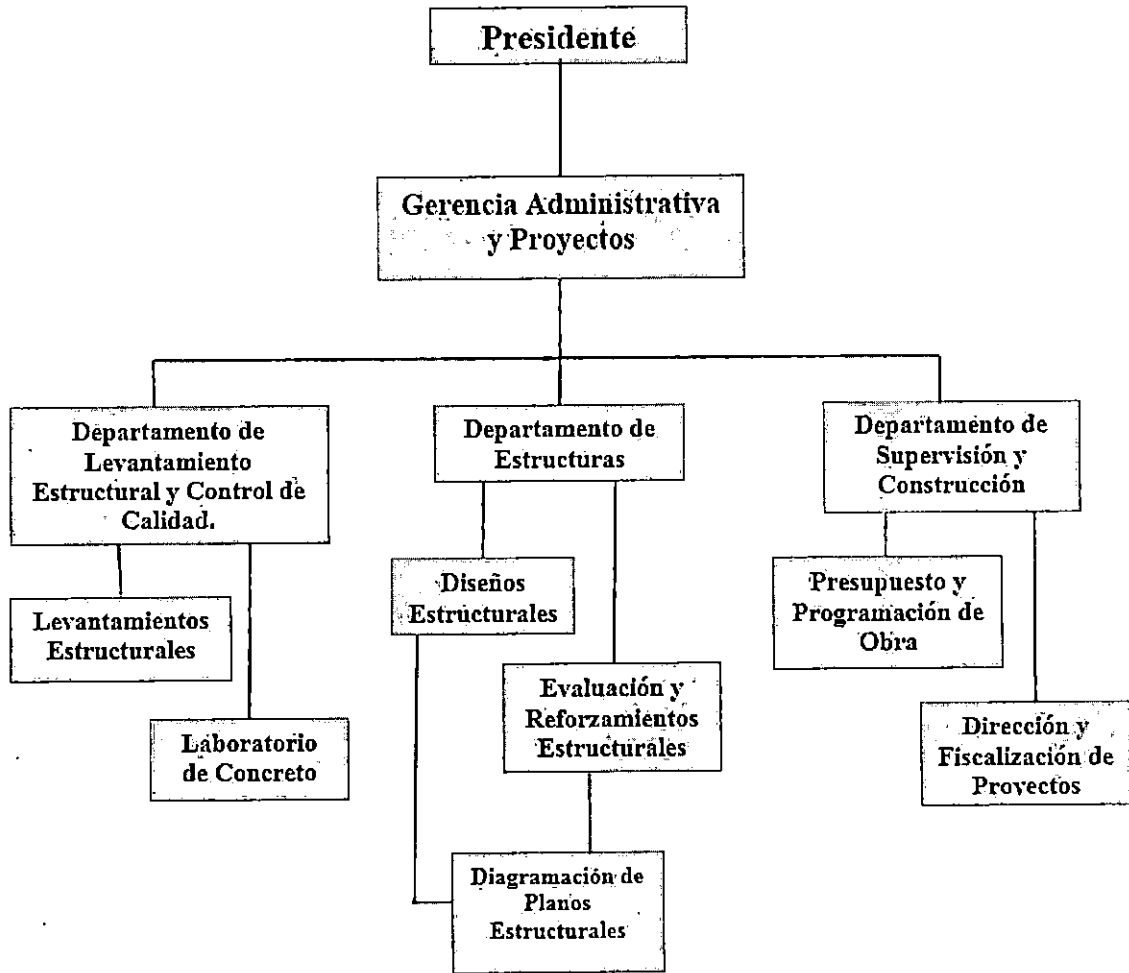 Presidente
Gerencia Administrativa
y Proyectos
Departamento de
Levantamiento
Estructural y Control de
Calidad.
Departamento de
Estructuras
Departamento de
Supervisión y
Construcción
Levantamientos
Estructurales
Laboratorio
de Concreto
Diseños
Estructurales
Evaluación y
Reforzamientos
Estructurales
Diagramación de
Planos
Estructurales
Presupuesto y
Programación de
Obra
Dirección y
Fiscalización de
Proyectos